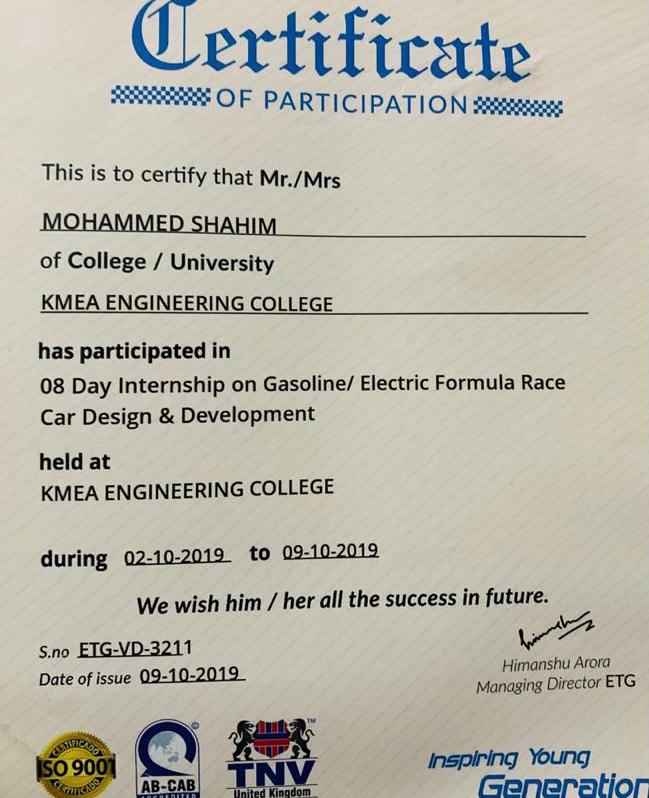 Certificate
OF PARTICIPATION
This is to certify that Mr./Mrs
MOHAMMED SHAHIM
of College / University
KMEA ENGINEERING COLLEGE
has participated in
08 Day Internship on Gasoline/ Electric Formula Race
Car Design & Development
held at
KMEA ENGINEERING COLLEGE
during 02-10-2019 to 09-10-2019
We wish him / her all the success in future.
S.no ETG-VD-3211
Date of issue 09-10-2019
Himanshu Arora
Managing Director ETG
CERTIFICADO
ISO 9001
CERTIFICADO
©
AB-CAB
ACCREDITED
TM
TNV
United Kingdom
Inspiring Young
Generation